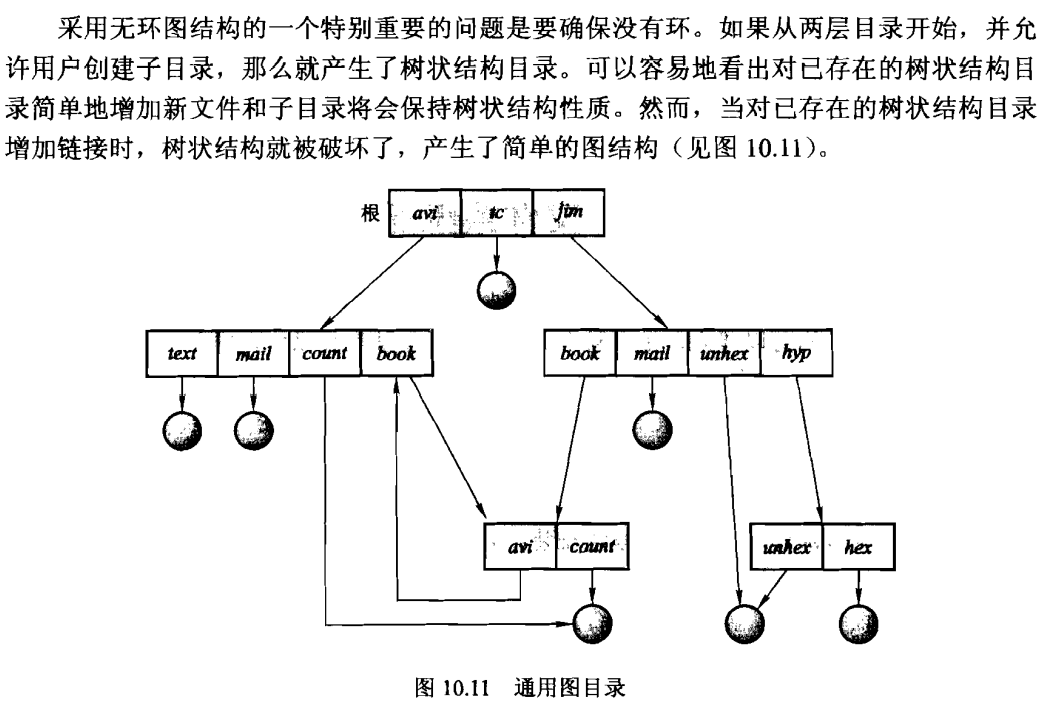 采用无环图结构的一个特别重要的问题是要确保没有环。如果从两层目录开始，并允
许用户创建子目录，那么就产生了树状结构目录。可以容易地看出对已存在的树状结构目
录简单地增加新文件和子目录将会保持树状结构性质。然而，当对已存在的树状结构目录
增加链接时，树状结构就被破坏了，产生了简单的图结构（见图 10.11）。
根 avi tc jim
text mail count book book mail unhex hyp
avi count unhex hex
图 10.11 通用图目录